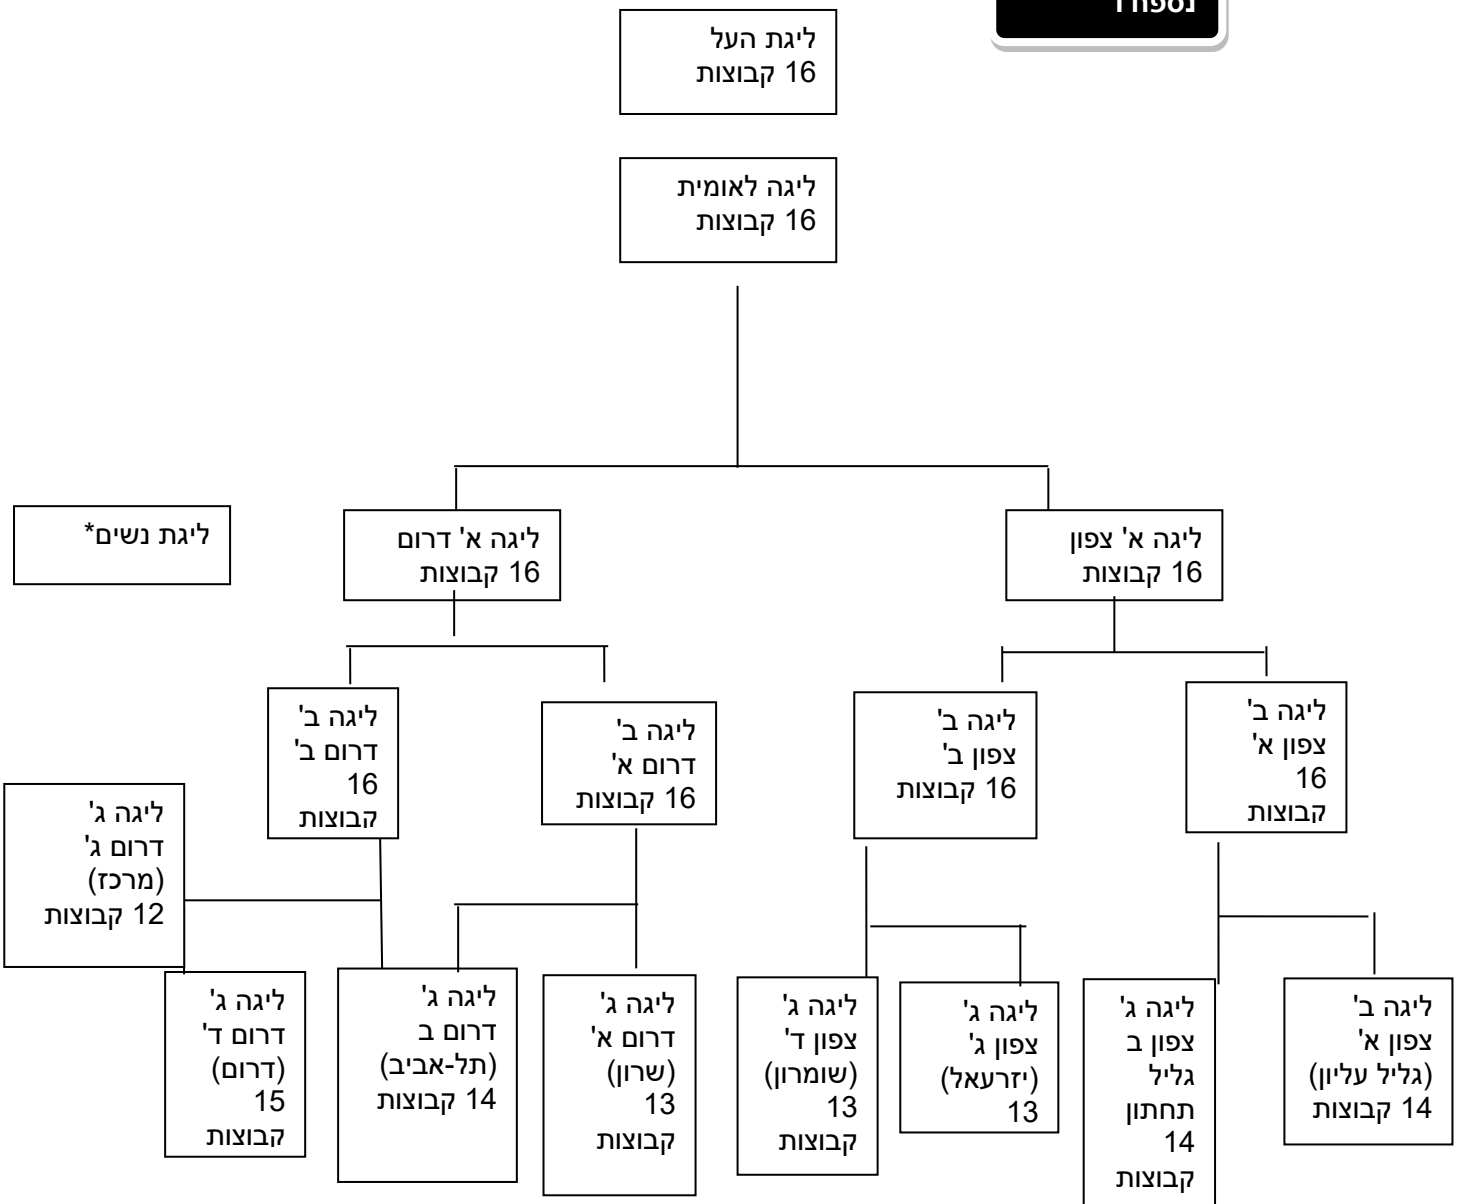 נספח 1
ליגת העל
16 קבוצות
ליגה לאומית
16 קבוצות
ליגה א' צפון
16 קבוצות
ליגה א' דרום
16 קבוצות
ליגת נשים*
ליגה ב'
צפון א'
16
קבוצות
ליגה ב'
צפון ב'
16 קבוצות
ליגה ב'
דרום א'
16 קבוצות
ליגה ב'
דרום ב'
16
קבוצות
ליגה ג'
דרום ג'
(מרכז)
12 קבוצות
ליגה ב'
צפון א'
(גליל עליון)
14 קבוצות
ליגה ג'
צפון ב
גליל
תחתון
14
קבוצות
ליגה ג'
צפון ג'
(יזרעאל)
13
ליגה ג'
צפון ד'
(שומרון)
13
קבוצות
ליגה ג'
דרום א'
(שרון)
13
קבוצות
ליגה ג'
דרום ב
(תל-אביב)
14 קבוצות
ליגה ג'
דרום ד'
(דרום)
15
קבוצות